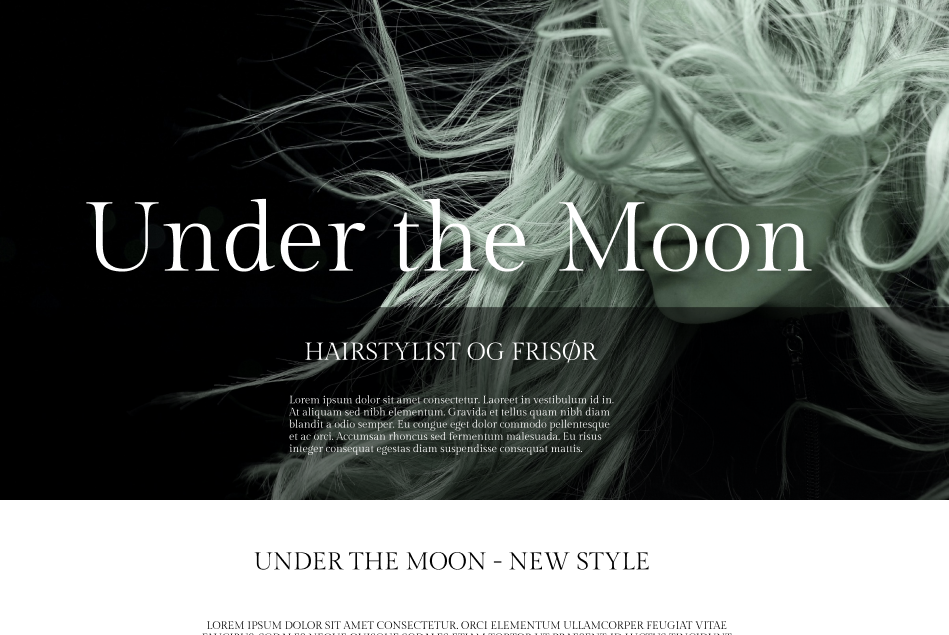 Under the Moon
HAIRSTYLIST OG FRISØR
Lorem ipsum dolor sit amet consectetur. Laoreet in vestibulum id in.
At aliquam sed nibh elementum. Gravida et tellus quam nibh diam
blandit a odio semper. Eu congue eget dolor commodo pellentesque
et ac orci. Accumsan rhoncus sed fermentum malesuada. Eu risus
integer consequat egestas diam suspendisse consequat mattis.
UNDER THE MOON - NEW STYLE
LOREM IPSUM DOLOR SIT AMET CONSECTETUR. ORCI ELEMENTUM ULLAMCORPER FEUGIAT VITAE